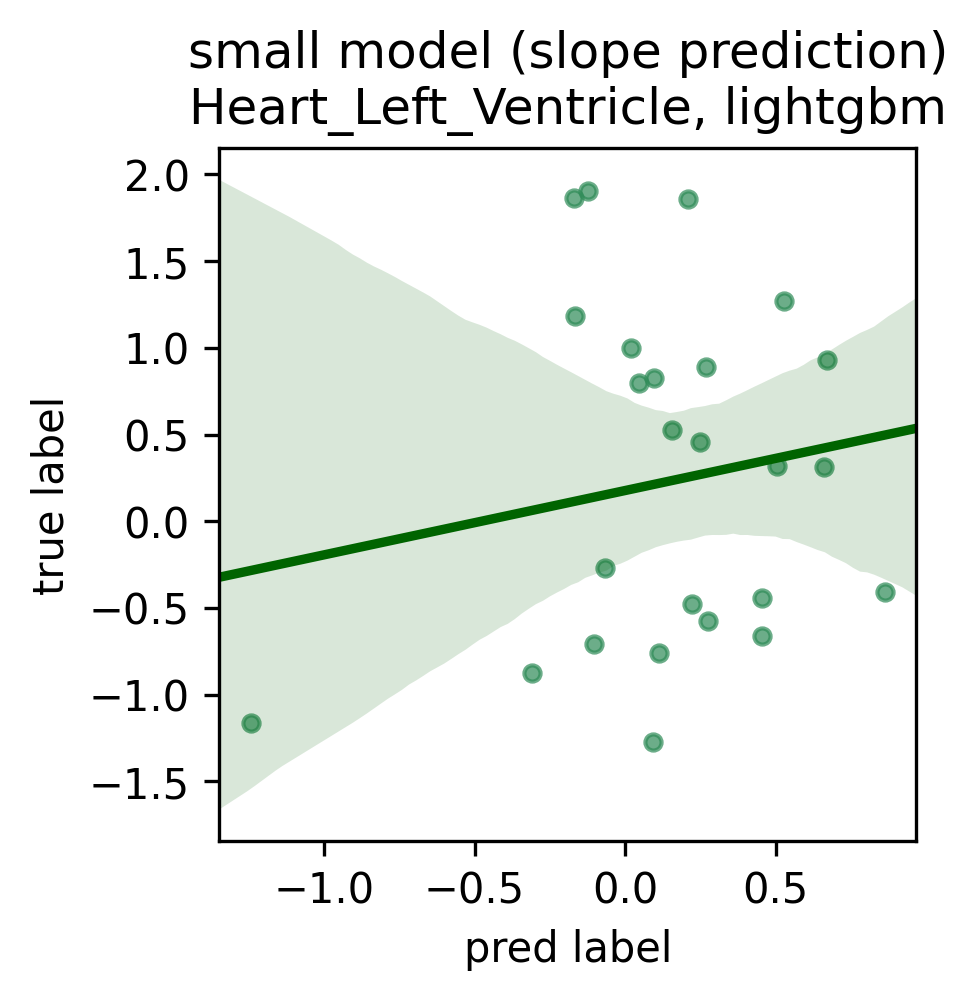 small model (slope prediction)
Heart_Left_Ventricle, lightgbm
2.0
1.5
1.0
0.5
0.0
−0.5
−1.0
−1.5
true label
−1.0 −0.5 0.0 0.5
pred label